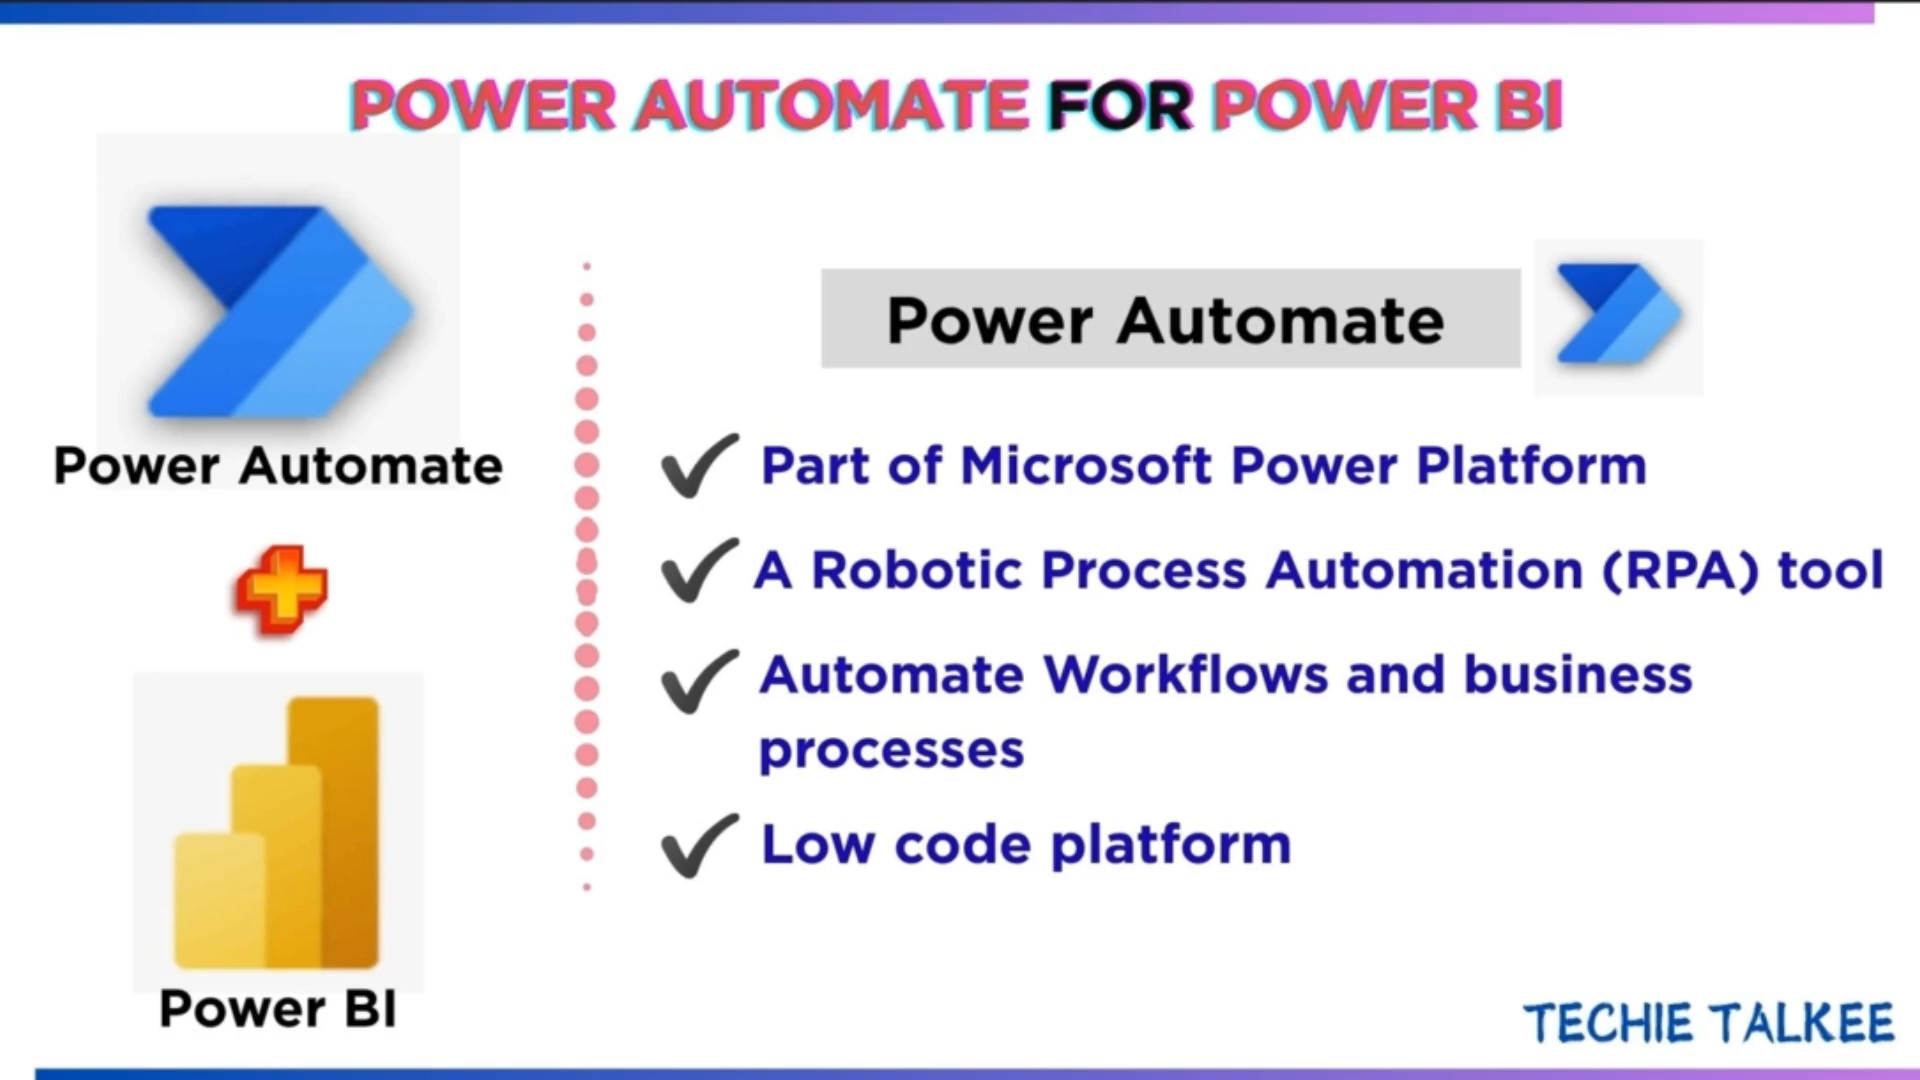 POWER AUTOMATE FOR POWER BI
Power Automate
Power BI
Power Automate
Part of Microsoft Power Platform
A Robotic Process Automation (RPA) tool
Automate Workflows and business
processes
Low code platform
TECHIE TALKEE